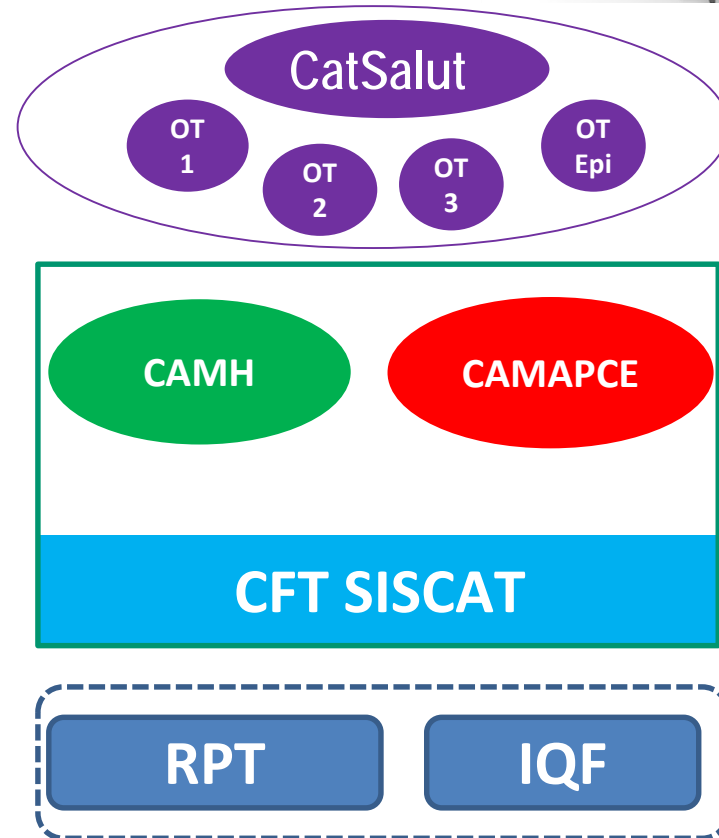 CatSalut
OT
1
OT
2
OT
3
OT
Epi
CAMH
CAMAPCE
CFT SISCAT
RPT
IQF